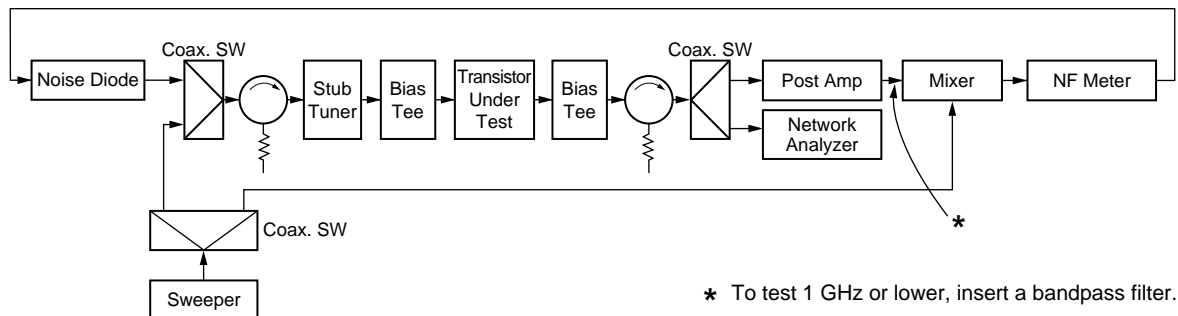 Coax. SW
Coax. SW
Noise Diode
Stub
Tuner
Bias
Tee
Transistor
Under
Test
Bias
Tee
Post Amp
Mixer
NF Meter
Network
Analyzer
Coax. SW
*
Sweeper
* To test 1 GHz or lower, insert a bandpass filter.